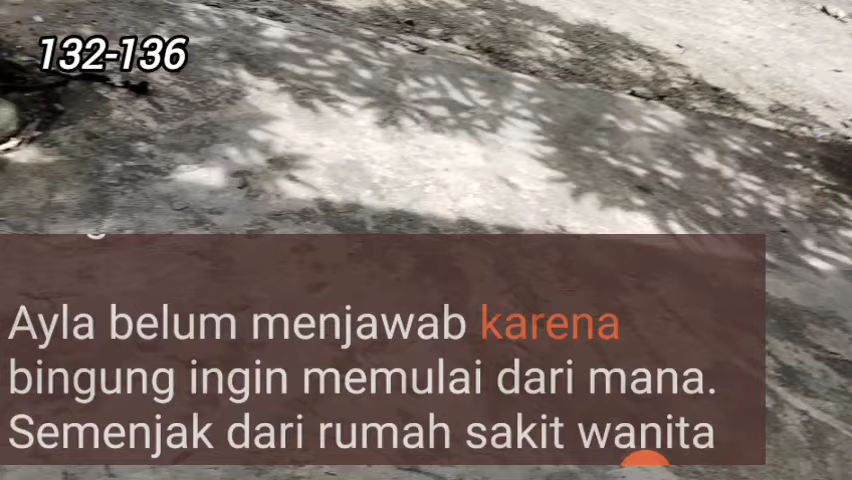 132-136
Ayla belum menjawab karena
bingung ingin memulai dari mana.
Semenjak dari rumah sakit wanita